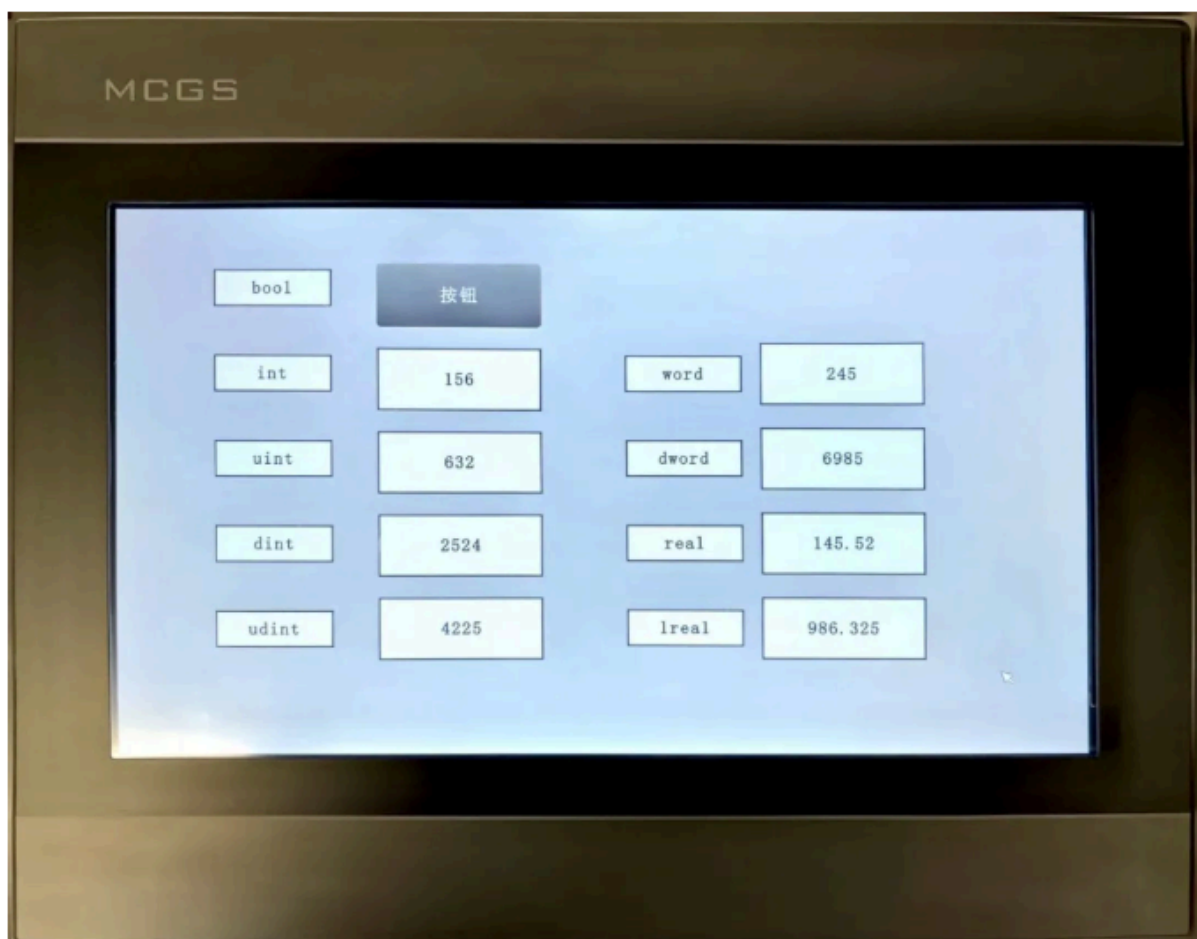 MCGS
bool 按钮
int 156 word 245
uint 632 dword 6985
dint 2524 real 145.52
udint 4225 lreal 986.325